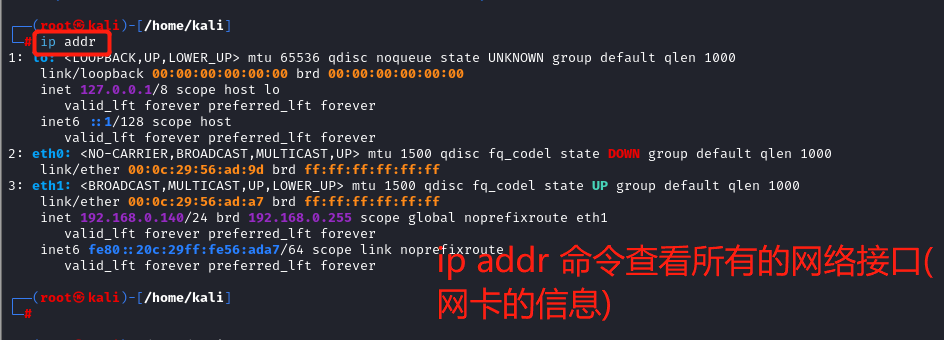 ┌──(root㉿kali)-[/home/kali]
└─# ip addr
1: lo: <LOOPBACK,UP,LOWER_UP> mtu 65536 qdisc noqueue state UNKNOWN group default qlen 1000
link/loopback 00:00:00:00:00:00 brd 00:00:00:00:00:00
inet 127.0.0.1/8 scope host lo
valid_lft forever preferred_lft forever
inet6 ::1/128 scope host
valid_lft forever preferred_lft forever
2: eth0: <NO-CARRIER,BROADCAST,MULTICAST,UP> mtu 1500 qdisc fq_codel state DOWN group default qlen 1000
link/ether 00:0c:29:56:ad:9d brd ff:ff:ff:ff:ff:ff
3: eth1: <BROADCAST,MULTICAST,UP,LOWER_UP> mtu 1500 qdisc fq_codel state UP group default qlen 1000
link/ether 00:0c:29:56:ad:a7 brd ff:ff:ff:ff:ff:ff
inet 192.168.0.140/24 brd 192.168.0.255 scope global noprefixroute eth1
valid_lft forever preferred_lft forever
inet6 fe80::20c:29ff:fe56:ada7/64 scope link noprefixroute
valid_lft forever preferred_lft forever
ip addr 命令查看所有的网络接口(
网卡的信息)
┌──(root㉿kali)-[/home/kali]
└─#